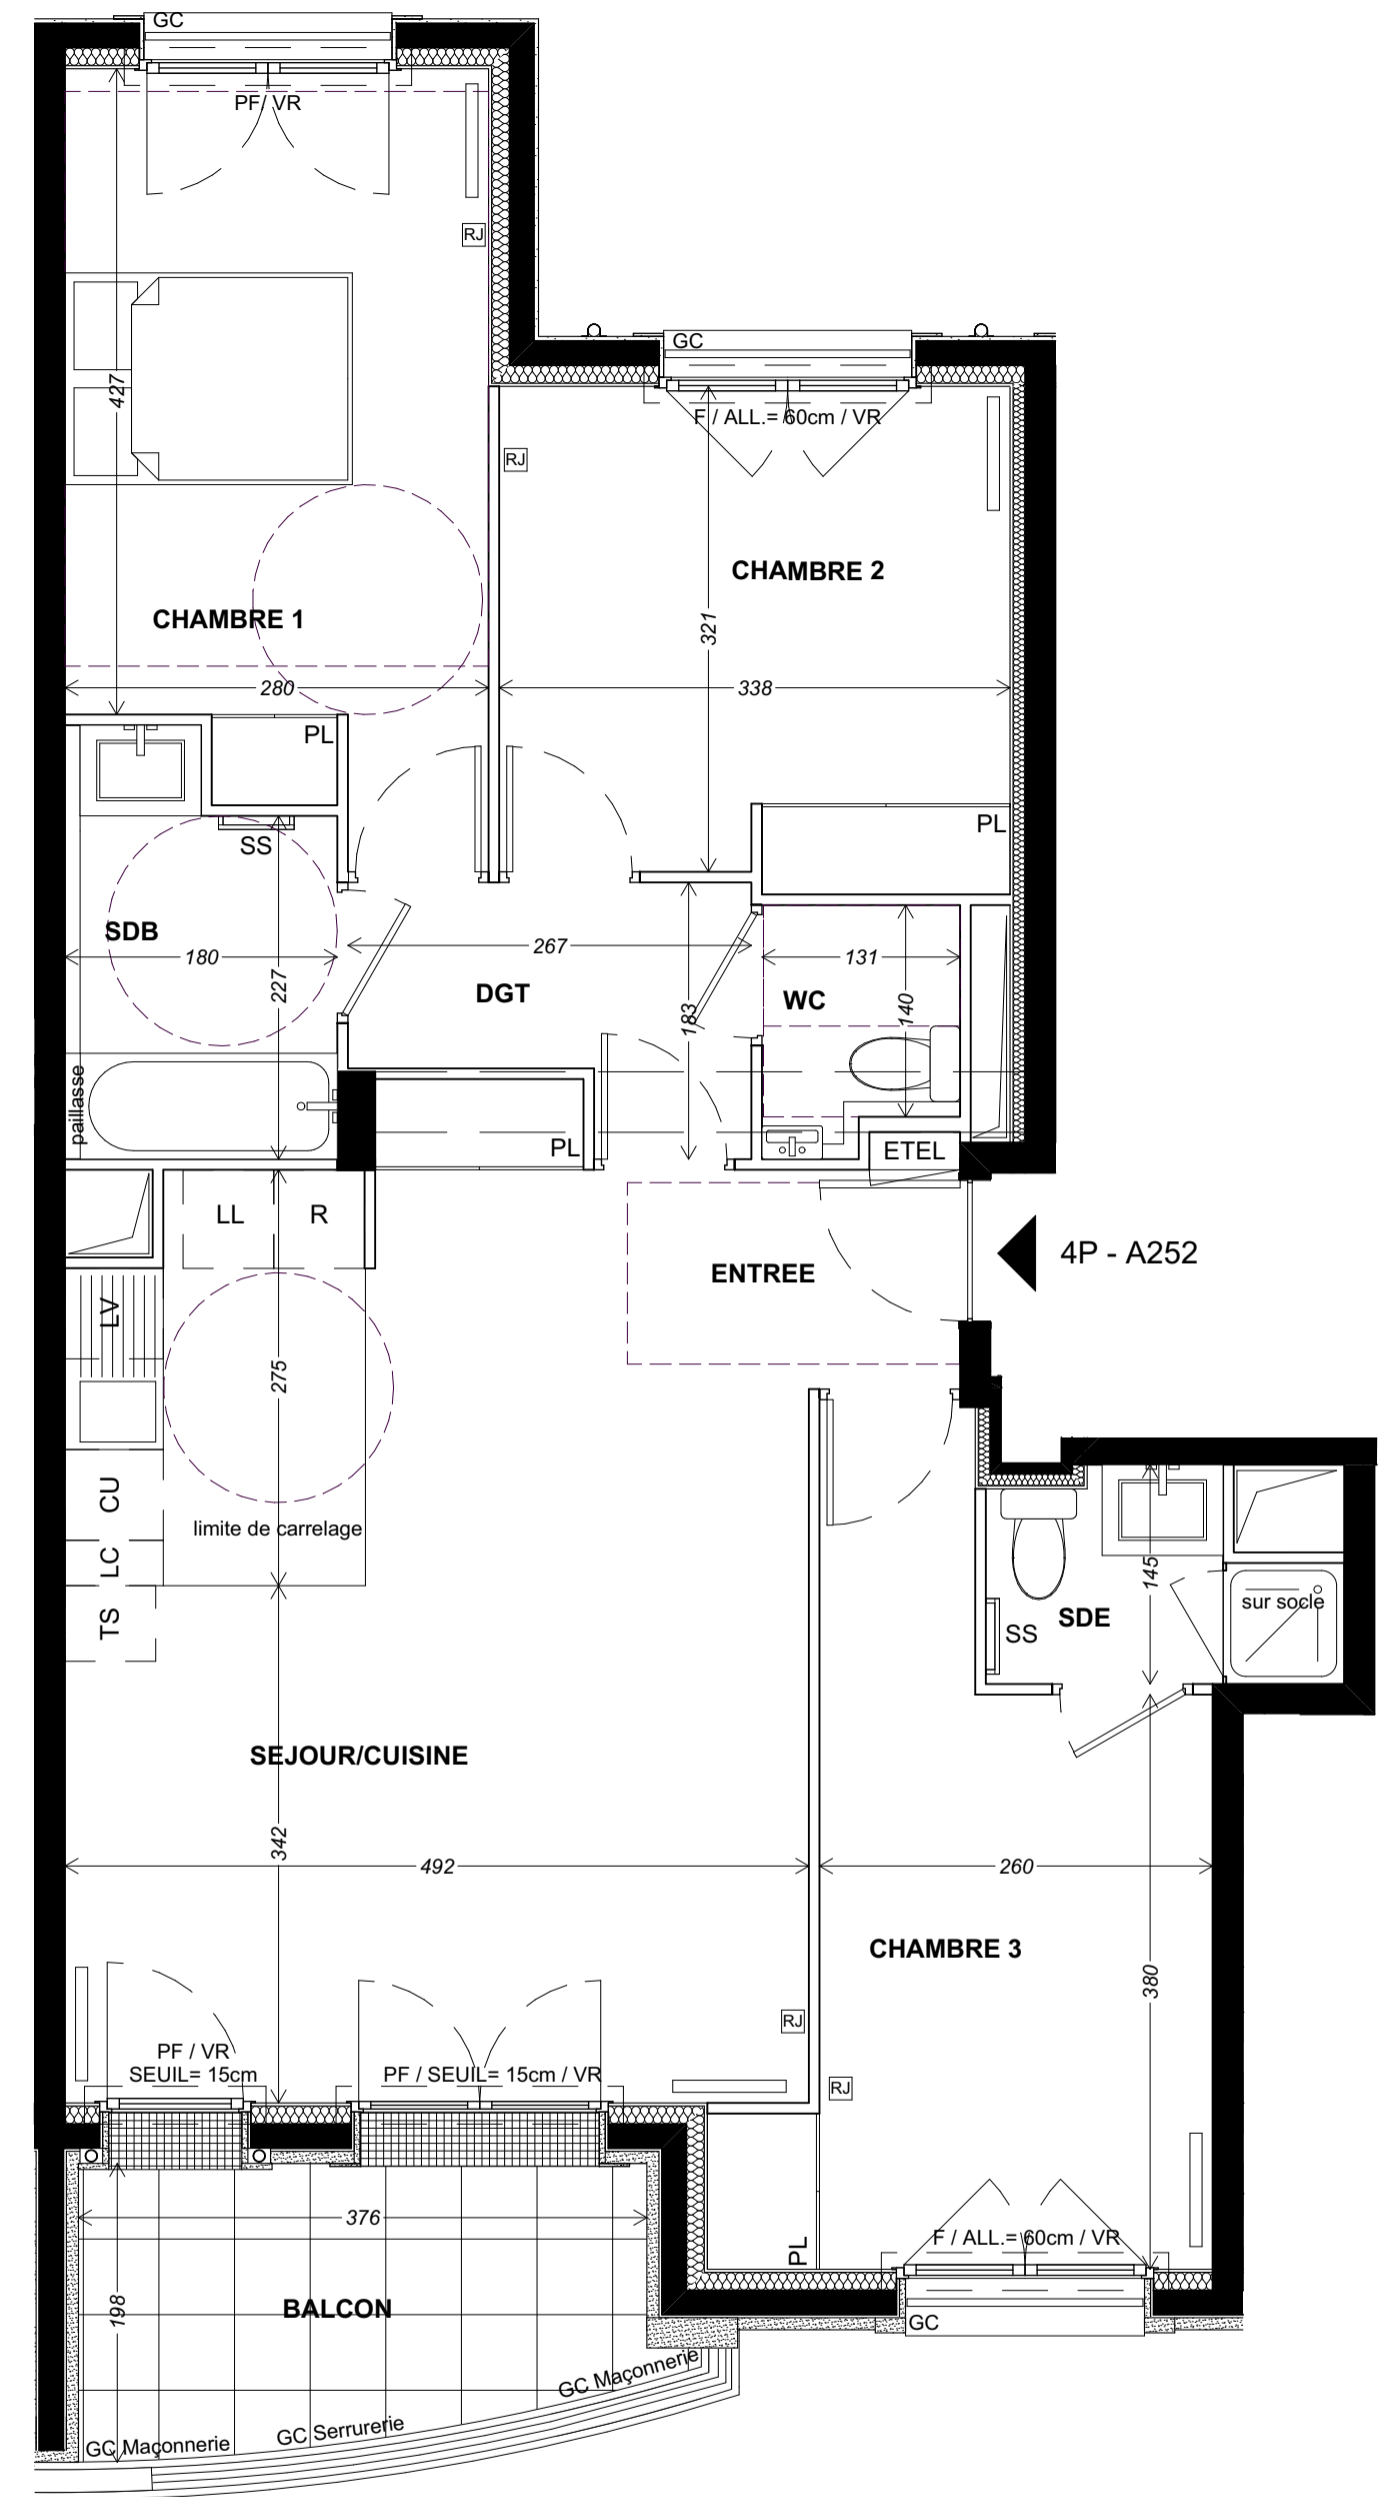 GC
PF/ VR
RJ
427
GC
F / ALL.= 60cm / VR
RJ
CHAMBRE 2
CHAMBRE 1
321
280
338
PL
PL
SS
SDB
180
227
267
DGT
183
WC
131
140
paillasse
PL
ETEL
LL
R
ENTREE
4P - A252
LV
275
CU
limite de carrelage
LC
TS
145
sur socle
SS
SDE
SEJOUR/CUISINE
342
492
260
CHAMBRE 3
380
RJ
PF / VR
SEUIL= 15cm
PF / SEUIL= 15cm / VR
RJ
376
PL
F / ALL.= 60cm / VR
198
BALCON
GC
GC Maçonnerie
GC Serrurerie
GC Maçonnerie